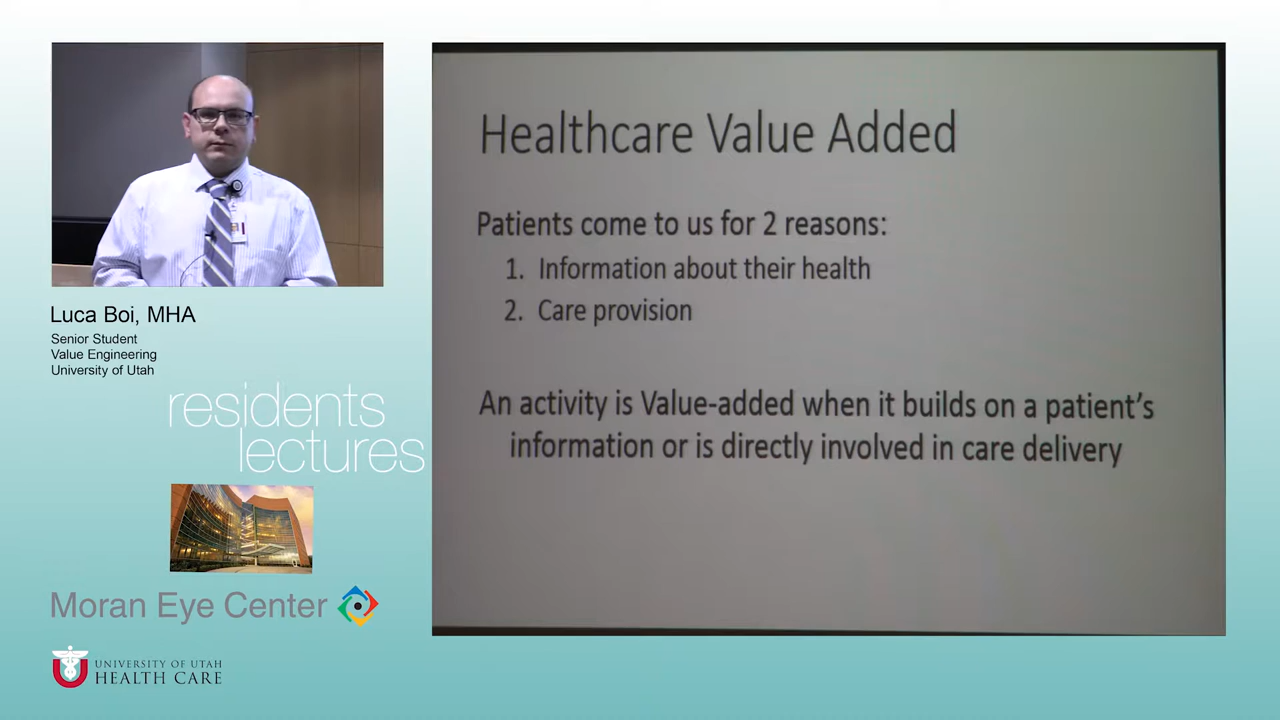 Luca Boi, MHA
Senior Student
Value Engineering
University of Utah
residents
lectures
Moran Eye Center
UNIVERSITY OF UTAH
HEALTH CARE
Healthcare Value Added
Patients come to us for 2 reasons:
1. Information about their health
2. Care provision
An activity is Value-added when it builds on a patient's
information or is directly involved in care delivery